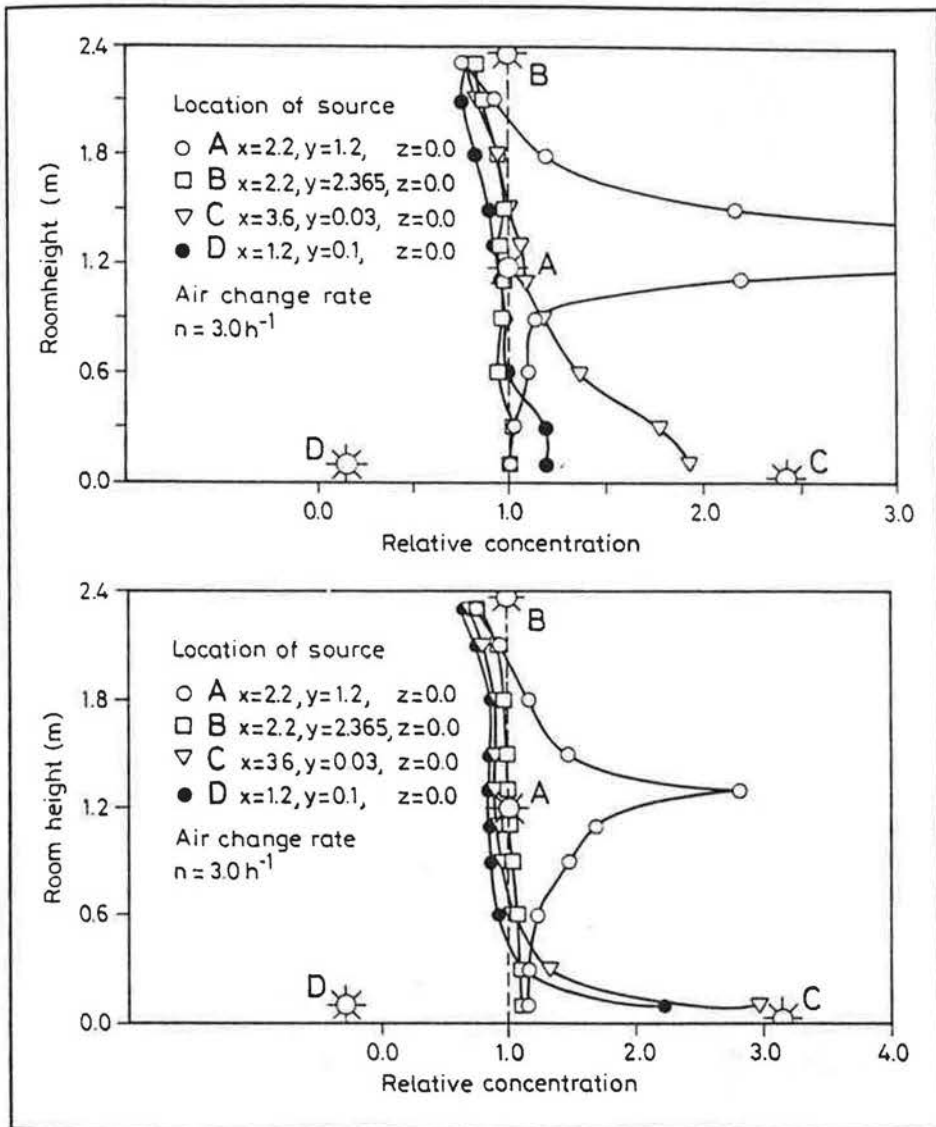 2.4
1.8
1.2
0.6
0.0
Roomheight (m)
Location of source
A x=2.2, y=1.2, z=0.0
B x=2.2, y=2.365, z=0.0
C x=3.6, y=0.03, z=0.0
D x=1.2, y=0.1, z=0.0
Air change rate
n = 3.0 h⁻¹
B
A
D
C
0.0 1.0 2.0 3.0
Relative concentration
2.4
1.8
1.2
0.6
0.0
Room height (m)
Location of source
A x=2.2, y=1.2, z=0.0
B x=2.2, y=2.365, z=0.0
C x=3.6, y=0.03, z=0.0
D x=1.2, y=0.1, z=0.0
Air change rate
n = 3.0 h⁻¹
B
A
D
C
0.0 1.0 2.0 3.0 4.0
Relative concentration